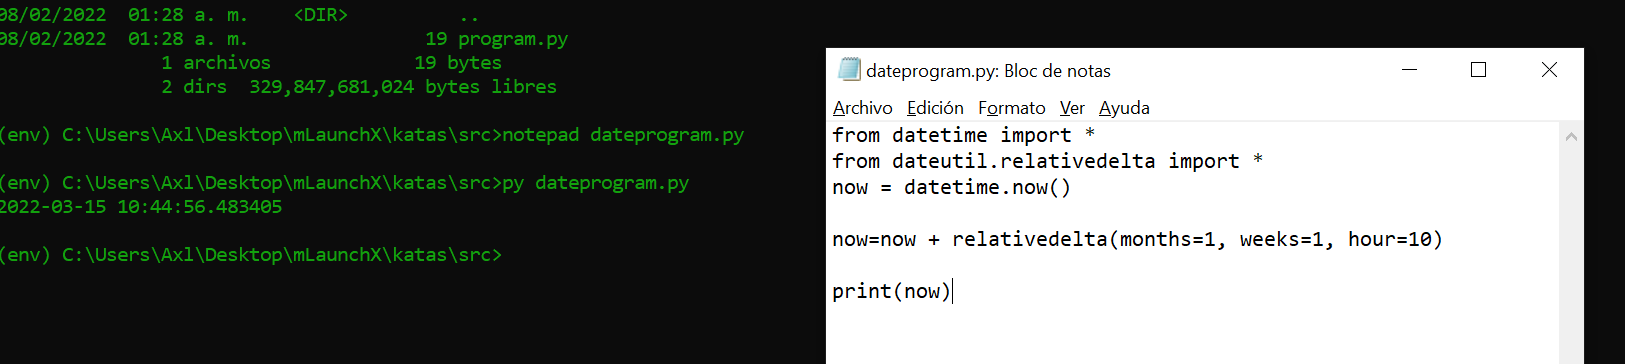 08/02/2022  01:28 a. m.    <DIR>          ..
08/02/2022  01:28 a. m.                19 program.py
1 archivos             19 bytes
2 dirs  329,847,681,024 bytes libres
(env) C:\Users\Axl\Desktop\mLaunchX\katas\src>notepad dateprogram.py
(env) C:\Users\Axl\Desktop\mLaunchX\katas\src>py dateprogram.py
2022-03-15 10:44:56.483405
(env) C:\Users\Axl\Desktop\mLaunchX\katas\src>
dateprogram.py: Bloc de notas
Archivo Edición Formato Ver Ayuda
from datetime import *
from dateutil.relativedelta import *
now = datetime.now()
now=now + relativedelta(months=1, weeks=1, hour=10)
print(now)